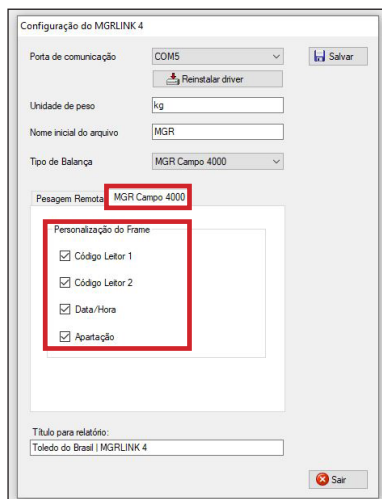 Configuração do MGRLINK 4
Porta de comunicação COM5 Salvar
Reinstalar driver
Unidade de peso kg
Nome inicial do arquivo MGR
Tipo de Balança MGR Campo 4000
Pesagem Remota MGR Campo 4000
Personalização do Frame
Código Leitor 1
Código Leitor 2
Data/Hora
Apartação
Título para relatório:
Toledo do Brasil | MGRLINK 4
Sair